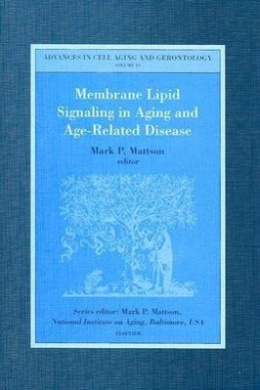 ADVANCES IN CELL AGING AND GERONTOLOGY
Membrane Lipid
Signaling in Aging and
Age-Related Disease
Mark P. Mattson
editor
Series editor: Mark P. Mattson,
National Institute on Aging, Baltimore, USA
ELSEVIER